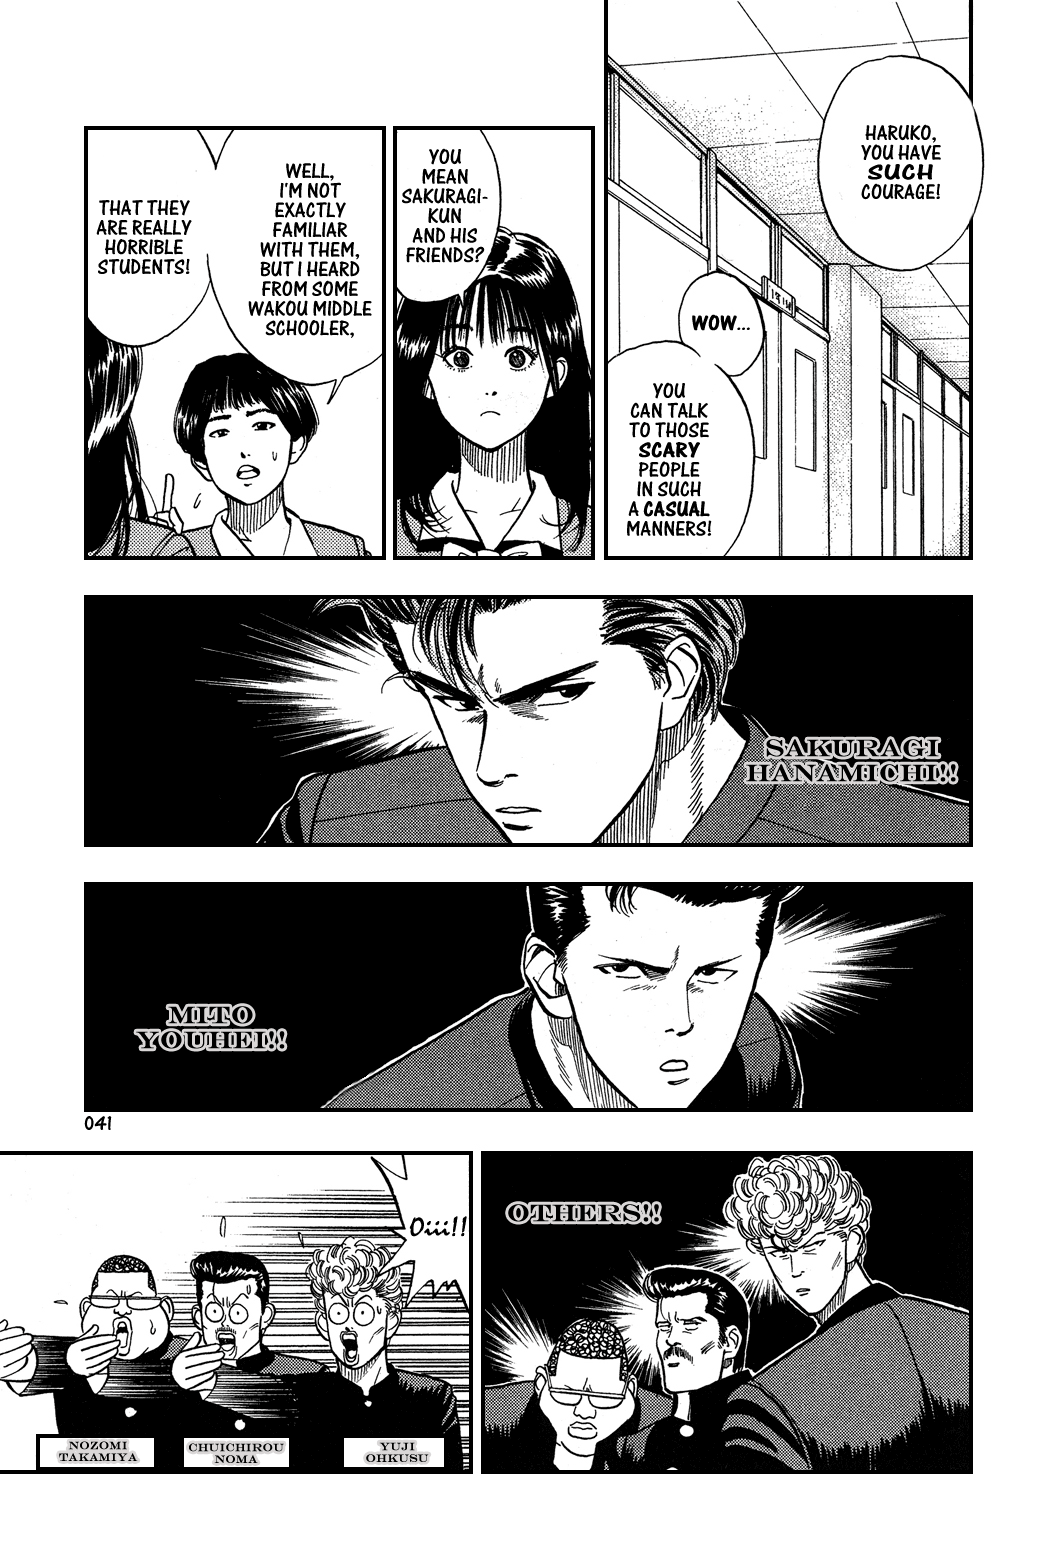 HARUKO,
YOU HAVE
SUCH
COURAGE!
WOW...
YOU
CAN TALK
TO THOSE
SCARY
PEOPLE
IN SUCH
A CASUAL
MANNERS!
YOU
MEAN
SAKURAGI-
KUN
AND HIS
FRIENDS?
WELL,
I'M NOT
EXACTLY
FAMILIAR
WITH THEM,
BUT I HEARD
FROM SOME
WAKOU MIDDLE
SCHOOLER,
THAT THEY
ARE REALLY
HORRIBLE
STUDENTS!
SAKURAGI
HANAMICHI!!
MITO
YOUHEI!!
041
OTHERS!!
Oiii!!
YUJI
OHKUSU
CHUICHIROU
NOMA
NOZOMI
TAKAMIYA